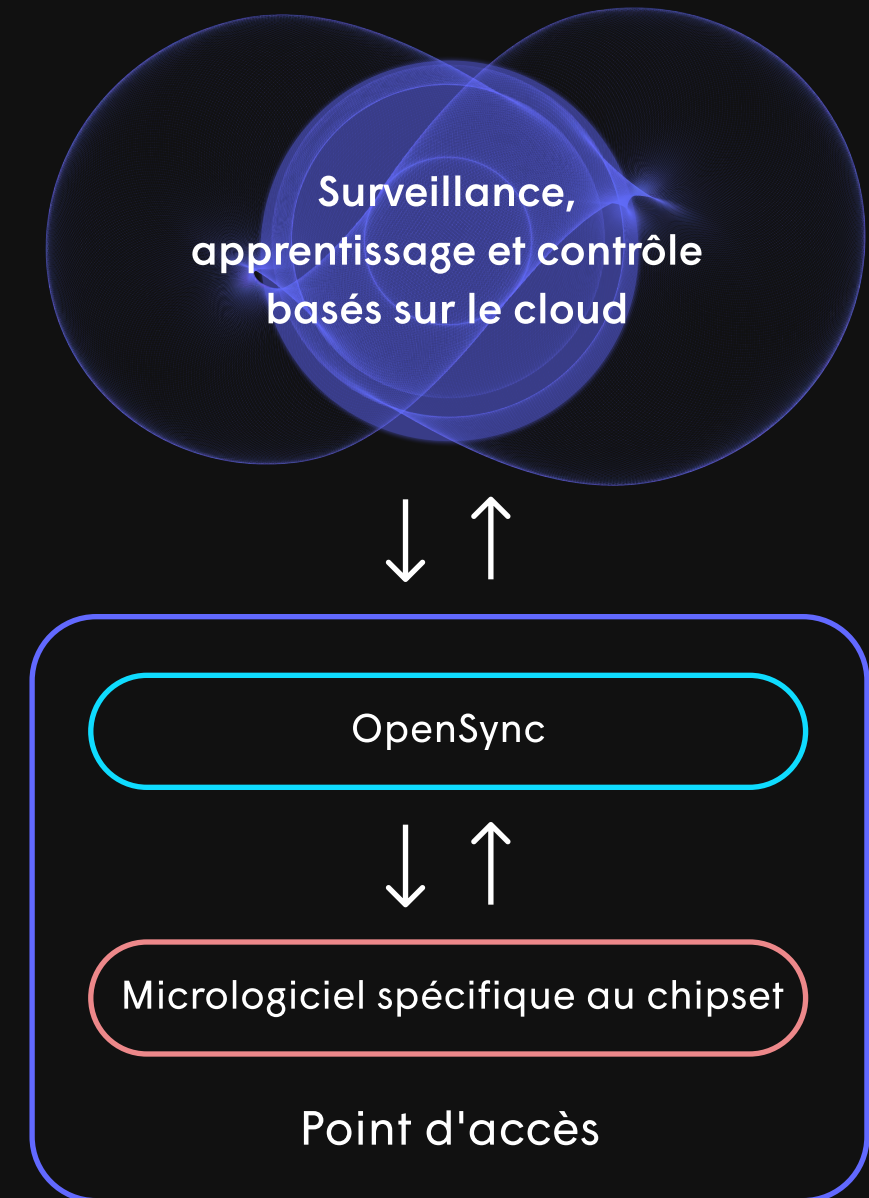 Surveillance,
apprentissage et contrôle
basés sur le cloud
OpenSync
Micrologiciel spécifique au chipset
Point d'accès